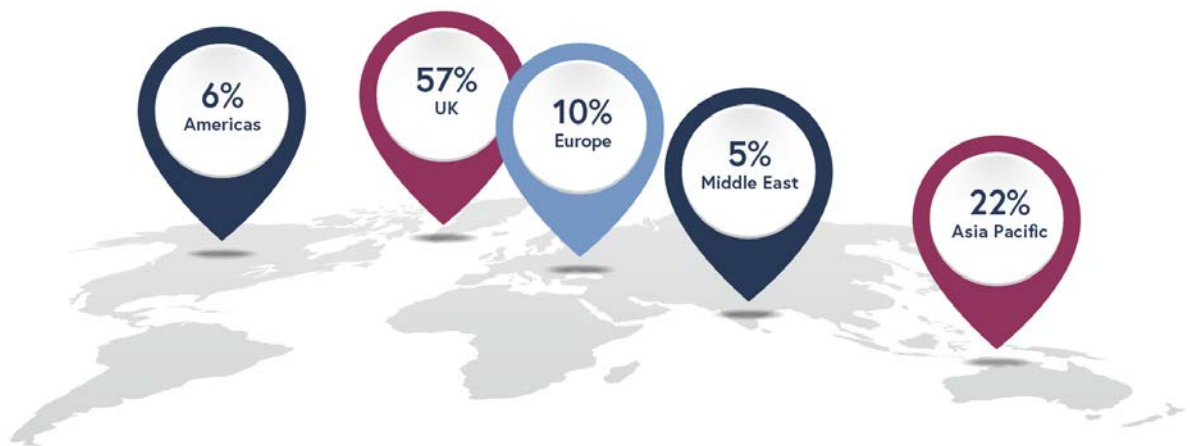 6%
Americas
57%
UK
10%
Europe
5%
Middle East
22%
Asia Pacific